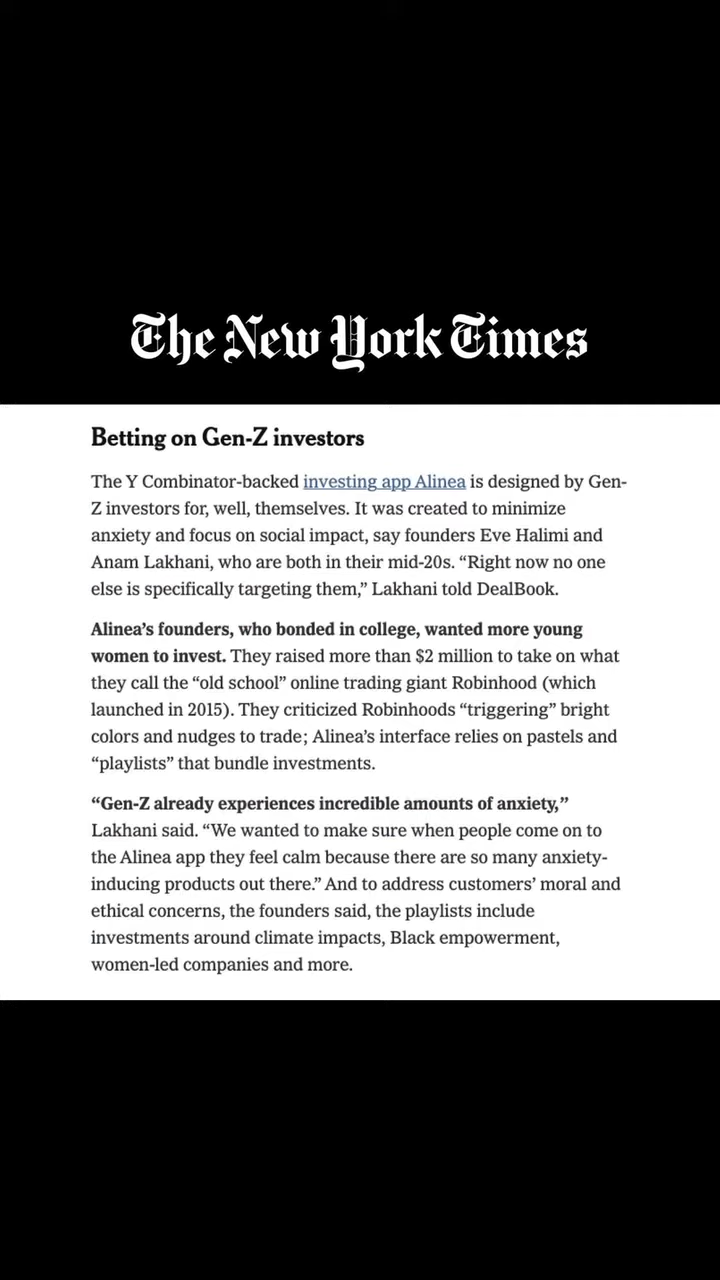 The New York Times
Betting on Gen-Z investors
The Y Combinator-backed investing app Alinea is designed by Gen-
Z investors for, well, themselves. It was created to minimize
anxiety and focus on social impact, say founders Eve Halimi and
Anam Lakhani, who are both in their mid-20s. “Right now no one
else is specifically targeting them,” Lakhani told DealBook.
Alinea’s founders, who bonded in college, wanted more young
women to invest. They raised more than $2 million to take on what
they call the “old school” online trading giant Robinhood (which
launched in 2015). They criticized Robinhoods “triggering” bright
colors and nudges to trade; Alinea’s interface relies on pastels and
“playlists” that bundle investments.
“Gen-Z already experiences incredible amounts of anxiety,”
Lakhani said. “We wanted to make sure when people come on to
the Alinea app they feel calm because there are so many anxiety-
inducing products out there.” And to address customers’ moral and
ethical concerns, the founders said, the playlists include
investments around climate impacts, Black empowerment,
women-led companies and more.